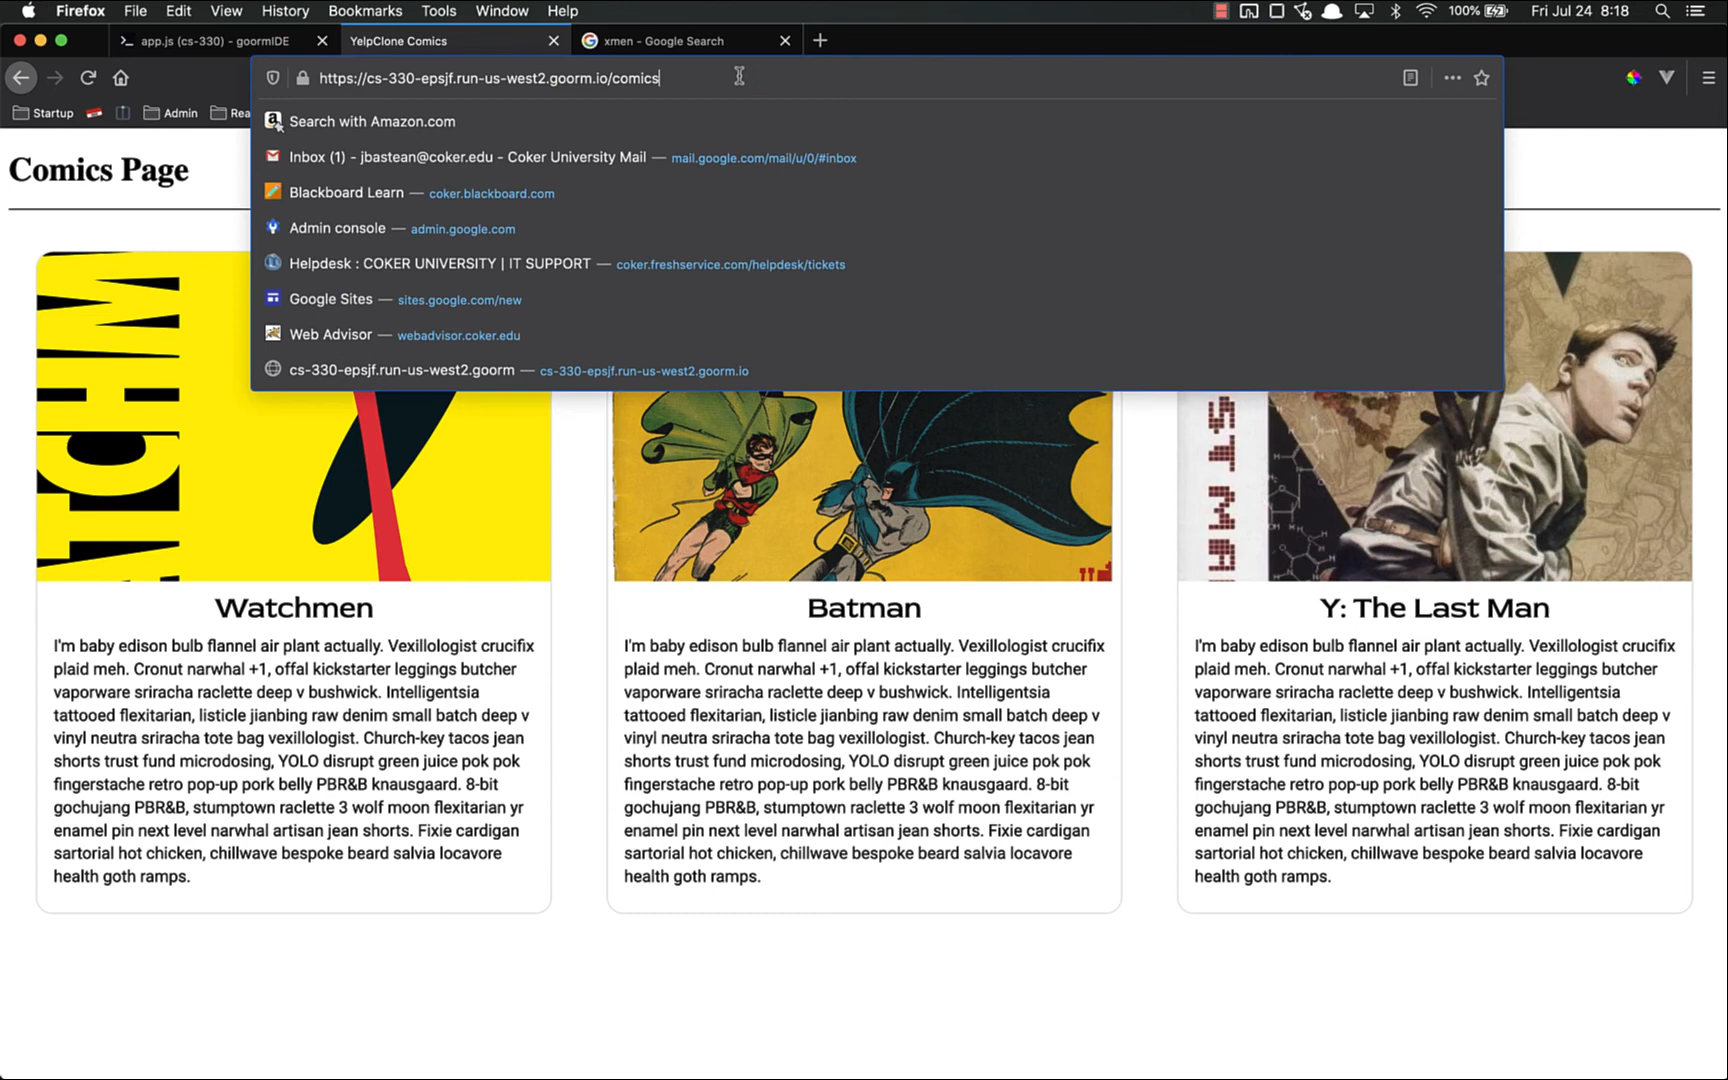 Firefox File Edit View History Bookmarks Tools Window Help 100% Fri Jul 24 8:18
app.js (cs-330) - goormIDE YelpClone Comics xmen - Google Search
https://cs-330-epsjf.run-us-west2.goorm.io/comics
Startup Admin Rea
Search with Amazon.com
Inbox (1) - jbastean@coker.edu - Coker University Mail — mail.google.com/mail/u/0/#inbox
Blackboard Learn — coker.blackboard.com
Admin console — admin.google.com
Helpdesk : COKER UNIVERSITY | IT SUPPORT — coker.freshservice.com/helpdesk/tickets
Google Sites — sites.google.com/new
Web Advisor — webadvisor.coker.edu
cs-330-epsjf.run-us-west2.goorm — cs-330-epsjf.run-us-west2.goorm.io
Comics Page
Watchmen
I'm baby edison bulb flannel air plant actually. Vexillologist crucifix
plaid meh. Cronut narwhal +1, offal kickstarter leggings butcher
vaporware sriracha raclette deep v bushwick. Intelligentsia
tattooed flexitarian, listicle jianbing raw denim small batch deep v
vinyl neutra sriracha tote bag vexillologist. Church-key tacos jean
shorts trust fund microdosing, YOLO disrupt green juice pok pok
fingerstache retro pop-up pork belly PBR&B knausgaard. 8-bit
gochujang PBR&B, stumptown raclette 3 wolf moon flexitarian yr
enamel pin next level narwhal artisan jean shorts. Fixie cardigan
sartorial hot chicken, chillwave bespoke beard salvia locavore
health goth ramps.
Batman
I'm baby edison bulb flannel air plant actually. Vexillologist crucifix
plaid meh. Cronut narwhal +1, offal kickstarter leggings butcher
vaporware sriracha raclette deep v bushwick. Intelligentsia
tattooed flexitarian, listicle jianbing raw denim small batch deep v
vinyl neutra sriracha tote bag vexillologist. Church-key tacos jean
shorts trust fund microdosing, YOLO disrupt green juice pok pok
fingerstache retro pop-up pork belly PBR&B knausgaard. 8-bit
gochujang PBR&B, stumptown raclette 3 wolf moon flexitarian yr
enamel pin next level narwhal artisan jean shorts. Fixie cardigan
sartorial hot chicken, chillwave bespoke beard salvia locavore
health goth ramps.
Y: The Last Man
I'm baby edison bulb flannel air plant actually. Vexillologist crucifix
plaid meh. Cronut narwhal +1, offal kickstarter leggings butcher
vaporware sriracha raclette deep v bushwick. Intelligentsia
tattooed flexitarian, listicle jianbing raw denim small batch deep v
vinyl neutra sriracha tote bag vexillologist. Church-key tacos jean
shorts trust fund microdosing, YOLO disrupt green juice pok pok
fingerstache retro pop-up pork belly PBR&B knausgaard. 8-bit
gochujang PBR&B, stumptown raclette 3 wolf moon flexitarian yr
enamel pin next level narwhal artisan jean shorts. Fixie cardigan
sartorial hot chicken, chillwave bespoke beard salvia locavore
health goth ramps.